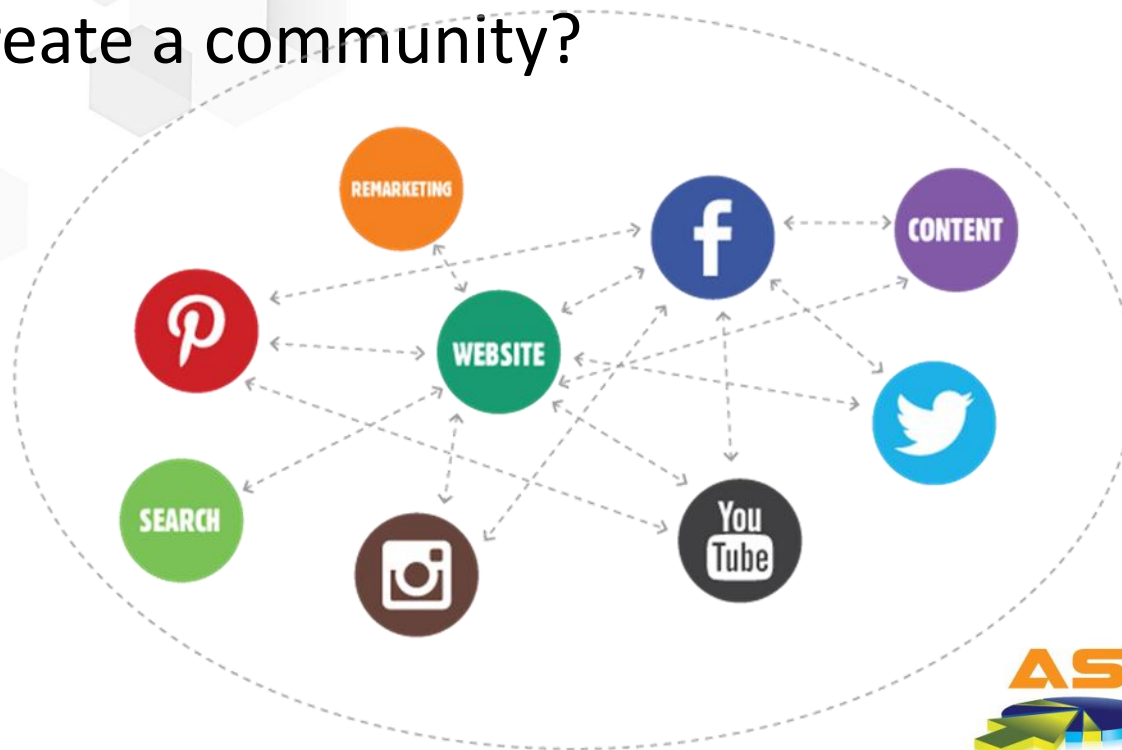 eate a community?
REMARKETING
f
CONTENT
WEBSITE
SEARCH
You
Tube
AS